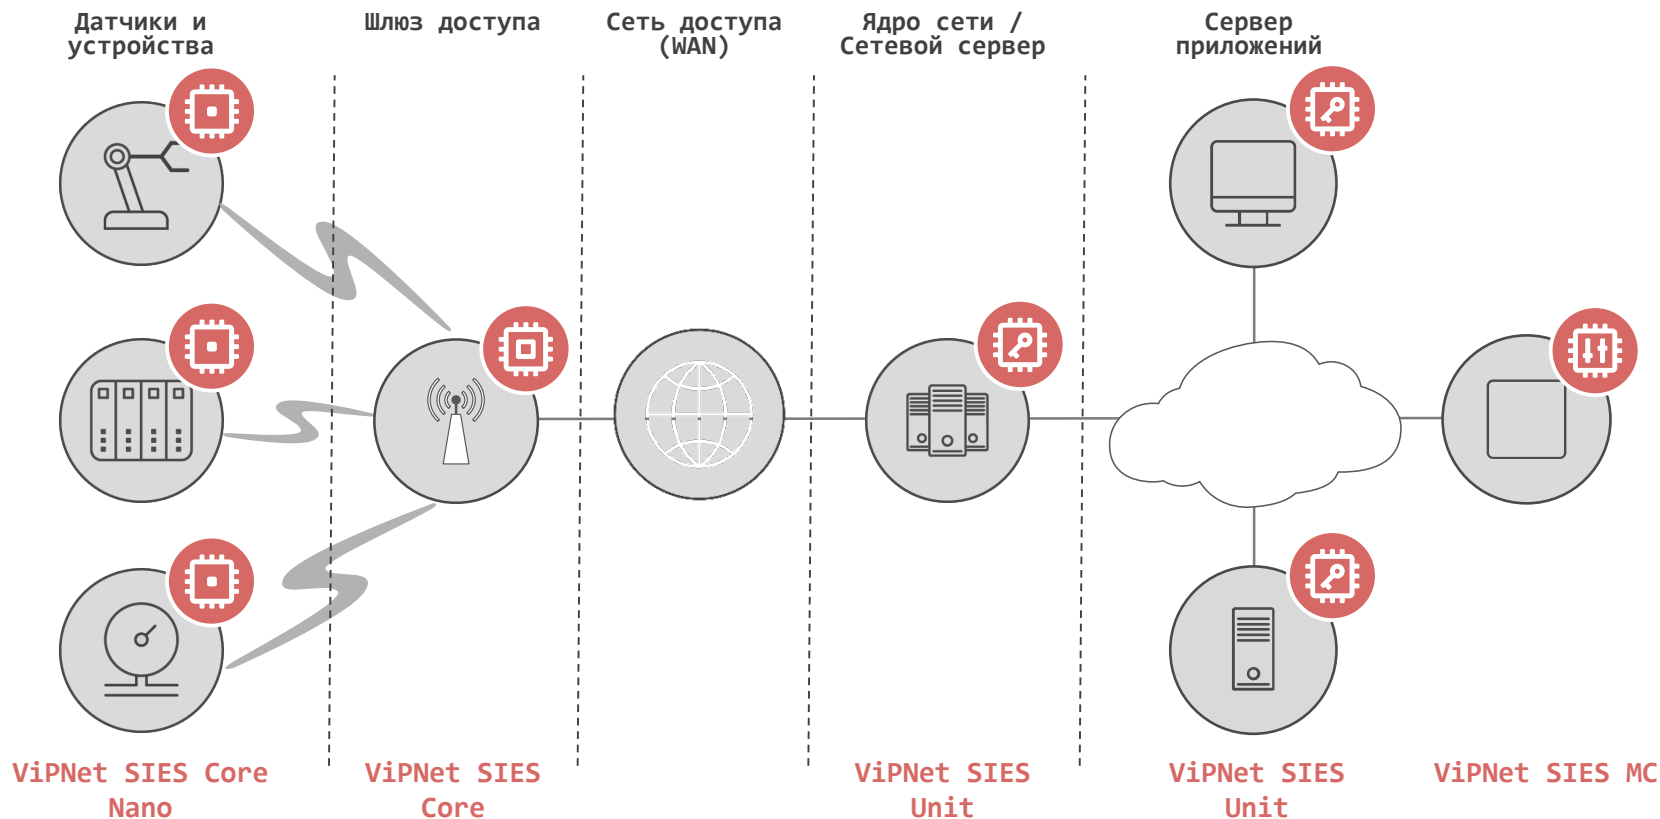 Датчики и
устройства
Шлюз доступа
Сеть доступа
(WAN)
Ядро сети /
Сетевой сервер
Сервер
приложений
ViPNet SIES Core
Nano
ViPNet SIES
Core
ViPNet SIES
Unit
ViPNet SIES
Unit
ViPNet SIES MC